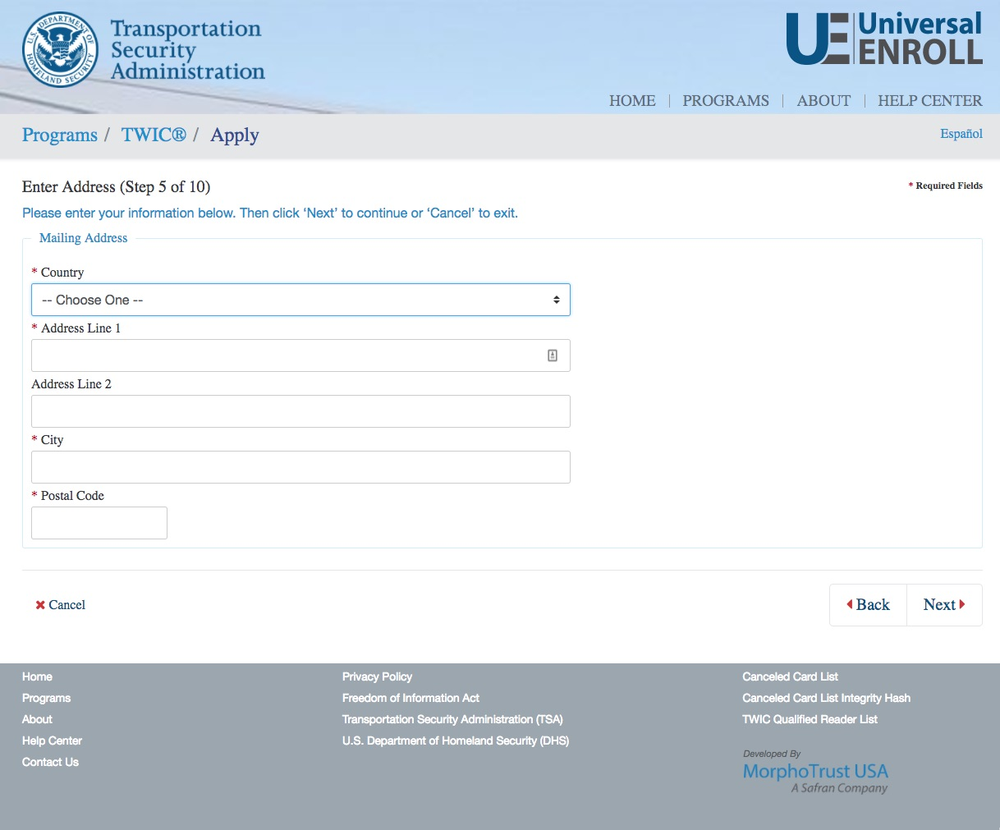 U.S. DEPARTMENT OF HOMELAND SECURITY
Transportation
Security
Administration
UE Universal
ENROLL
HOME | PROGRAMS | ABOUT | HELP CENTER
Programs / TWIC® / Apply
Español
Enter Address (Step 5 of 10)
* Required Fields
Please enter your information below. Then click ‘Next’ to continue or ‘Cancel’ to exit.
Mailing Address
* Country
-- Choose One --
* Address Line 1
Address Line 2
* City
* Postal Code
Cancel
Back
Next
Home
Programs
About
Help Center
Contact Us
Privacy Policy
Freedom of Information Act
Transportation Security Administration (TSA)
U.S. Department of Homeland Security (DHS)
Canceled Card List
Canceled Card List Integrity Hash
TWIC Qualified Reader List
Developed By
MorphoTrust USA
A Safran Company